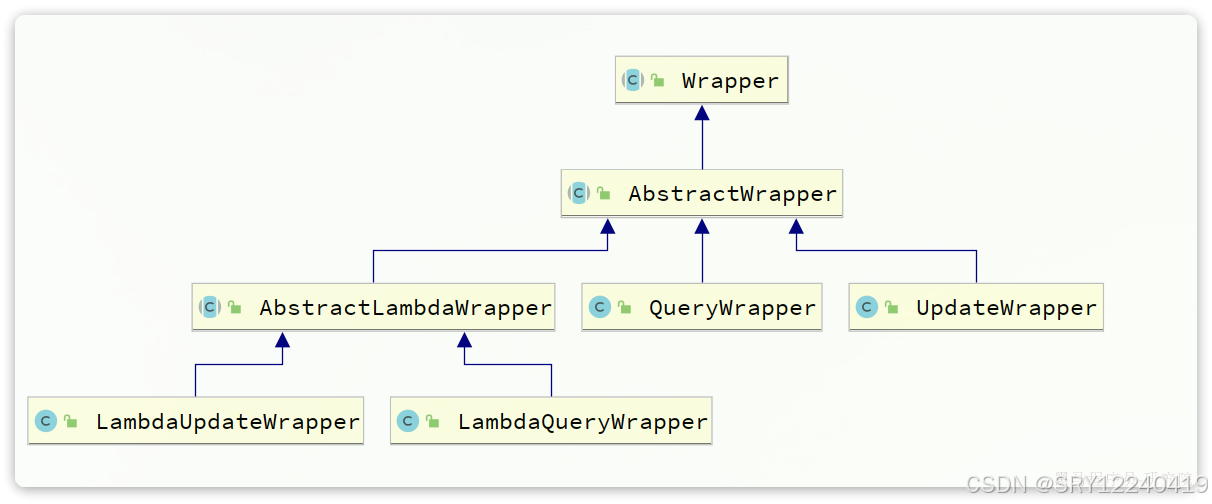 Wrapper
AbstractWrapper
AbstractLambdaWrapper QueryWrapper UpdateWrapper
LambdaUpdateWrapper LambdaQueryWrapper
CSDN @SRY12240419